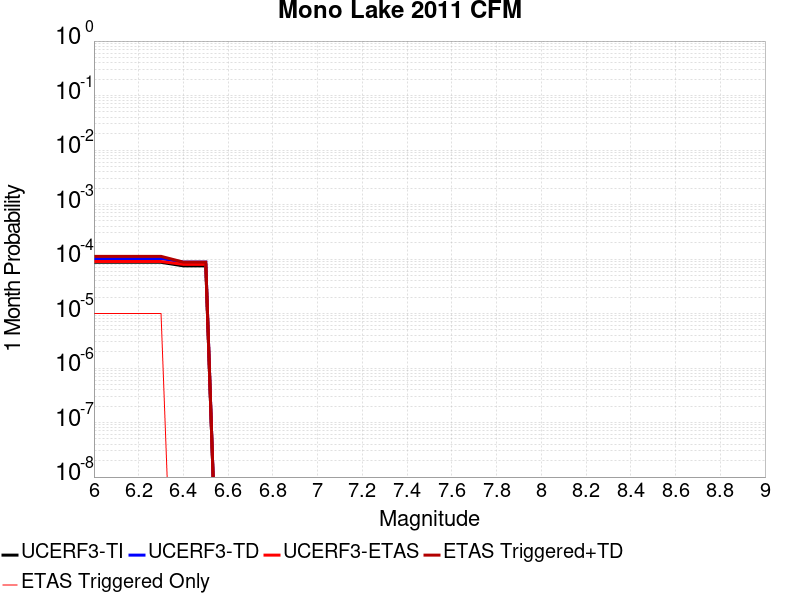 Mono Lake 2011 CFM
10^0
10^-1
10^-2
10^-3
10^-4
10^-5
10^-6
10^-7
10^-8
1 Month Probability
6 6.2 6.4 6.6 6.8 7 7.2 7.4 7.6 7.8 8 8.2 8.4 8.6 8.8 9
Magnitude
UCERF3-TI UCERF3-TD UCERF3-ETAS ETAS Triggered+TD
ETAS Triggered Only